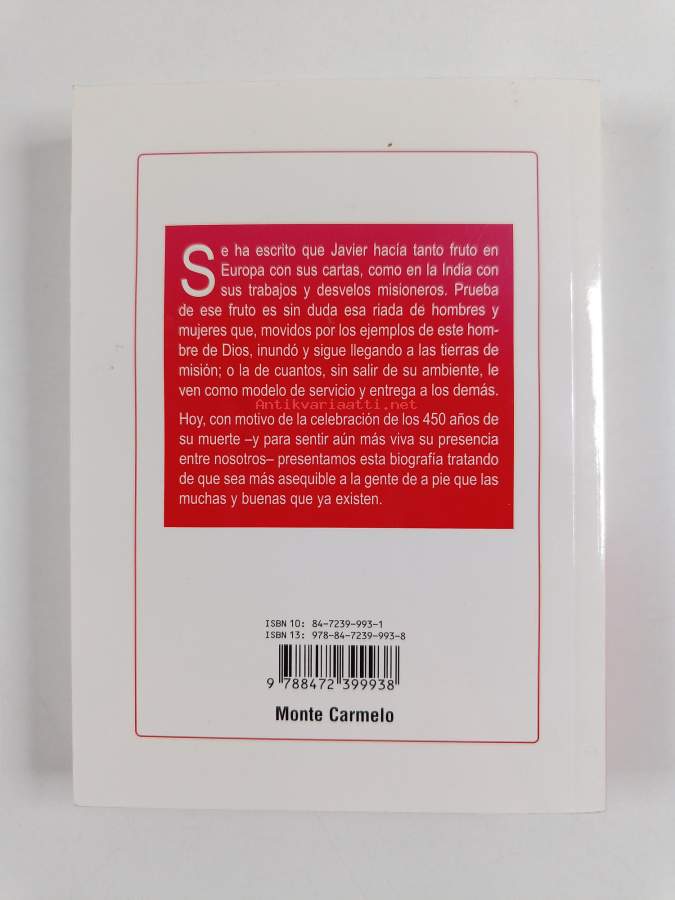 Se ha escrito que Javier hacía tanto fruto en
Europa con sus cartas, como en la India con
sus trabajos y desvelos misioneros. Prueba
de ese fruto es sin duda esa riada de hombres y
mujeres que, movidos por los ejemplos de este hom-
bre de Dios, inundó y sigue llegando a las tierras de
misión; o la de cuantos, sin salir de su ambiente, le
ven como modelo de servicio y entrega a los demás.
Antikvariaatti.net
Hoy, con motivo de la celebración de los 450 años de
su muerte –y para sentir aún más viva su presencia
entre nosotros– presentamos esta biografía tratando
de que sea más asequible a la gente de a pie que las
muchas y buenas que ya existen.
ISBN 10: 84-7239-993-1
ISBN 13: 978-84-7239-993-8
9 788472 399938
Monte Carmelo